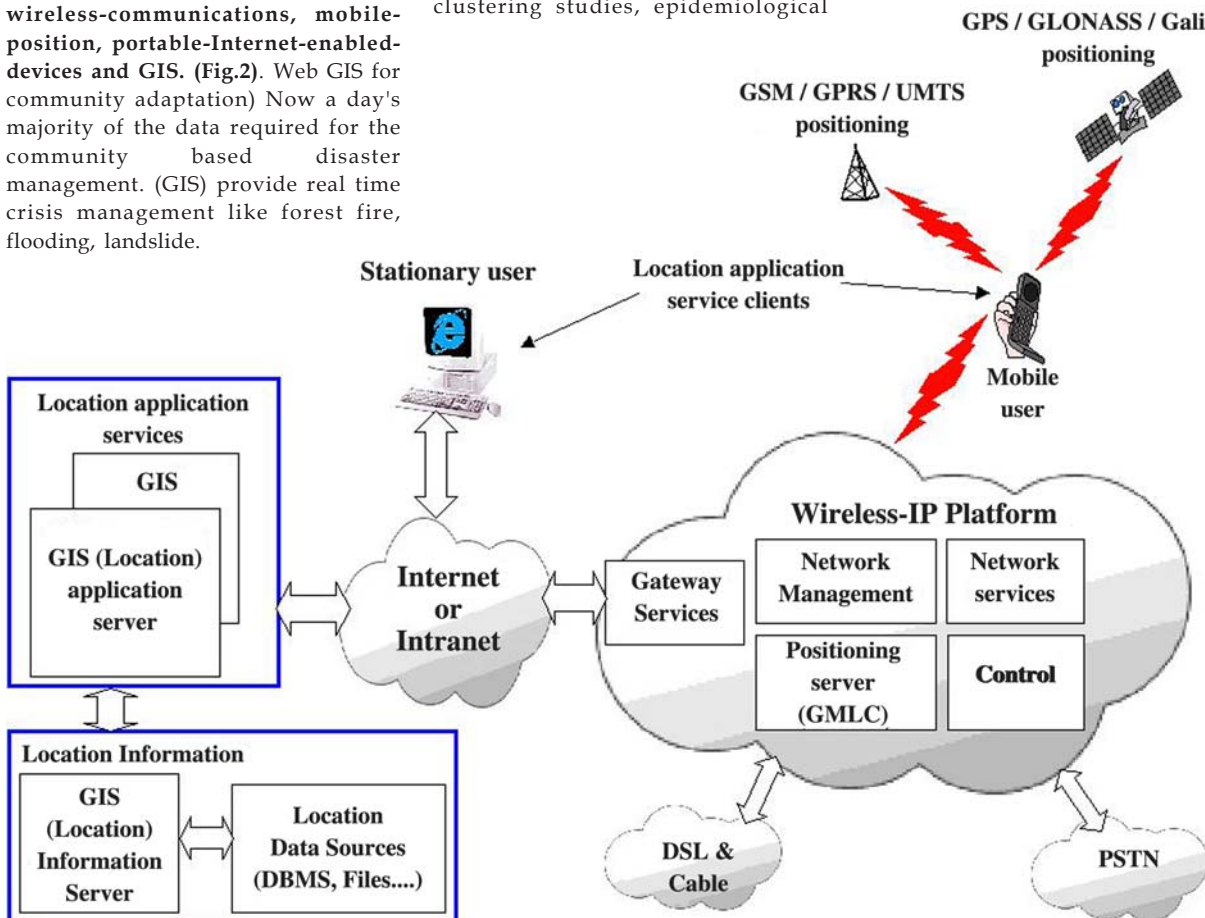 wireless-communications, mobile-
position, portable-Internet-enabled-
devices and GIS. (Fig.2). Web GIS for
community adaptation) Now a day's
majority of the data required for the
community based disaster
management. (GIS) provide real time
crisis management like forest fire,
flooding, landslide.
clustering studies, epidemiological
GPS / GLONASS / Gali
positioning
GSM / GPRS / UMTS
positioning
Stationary user
Location application
service clients
Mobile
user
Location application
services
GIS
GIS (Location)
application
server
Internet
or
Intranet
Wireless-IP Platform
Gateway
Services
Network
Management
Network
services
Positioning
server
(GMLC)
Control
Location Information
GIS
(Location)
Information
Server
Location
Data Sources
(DBMS, Files....)
DSL &
Cable
PSTN